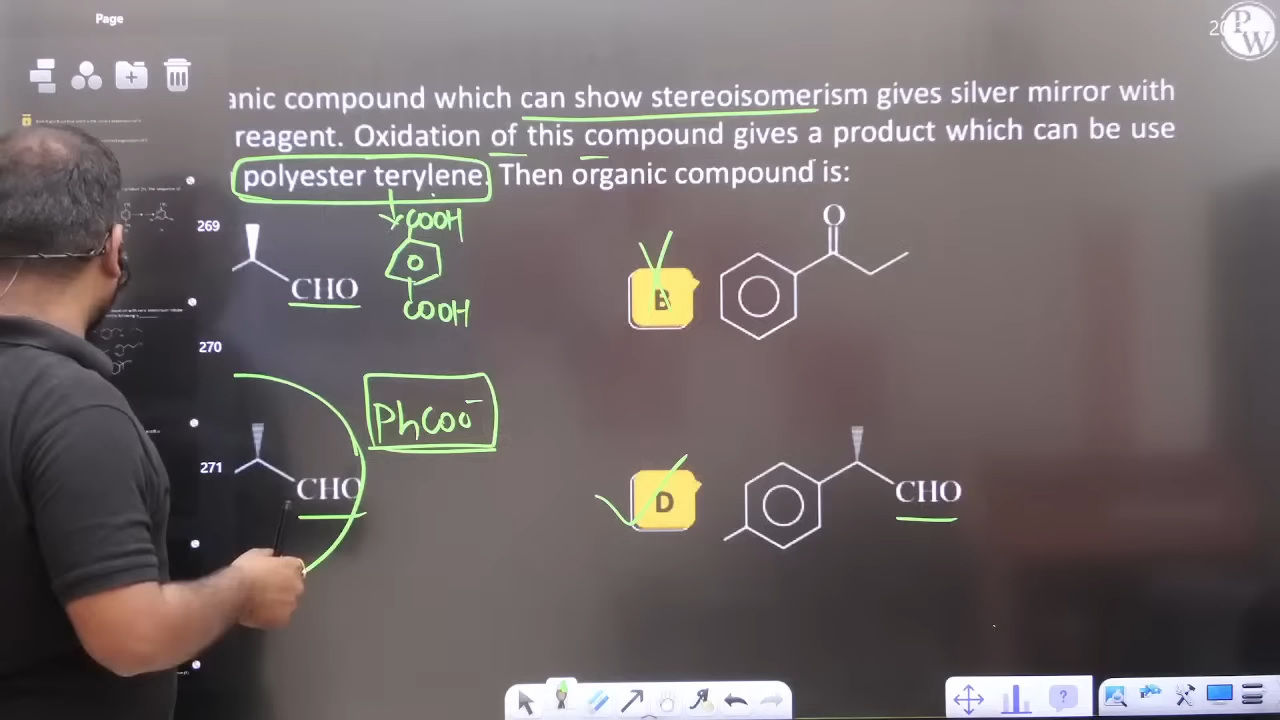 Page
PW
anic compound which can show stereoisomerism gives silver mirror with
reagent. Oxidation of this compound gives a product which can be use
polyester terylene. Then organic compound is:
269
COOH
O
CHO
B
COOH
270
PhCOO⁻
271
CHO
D
CHO